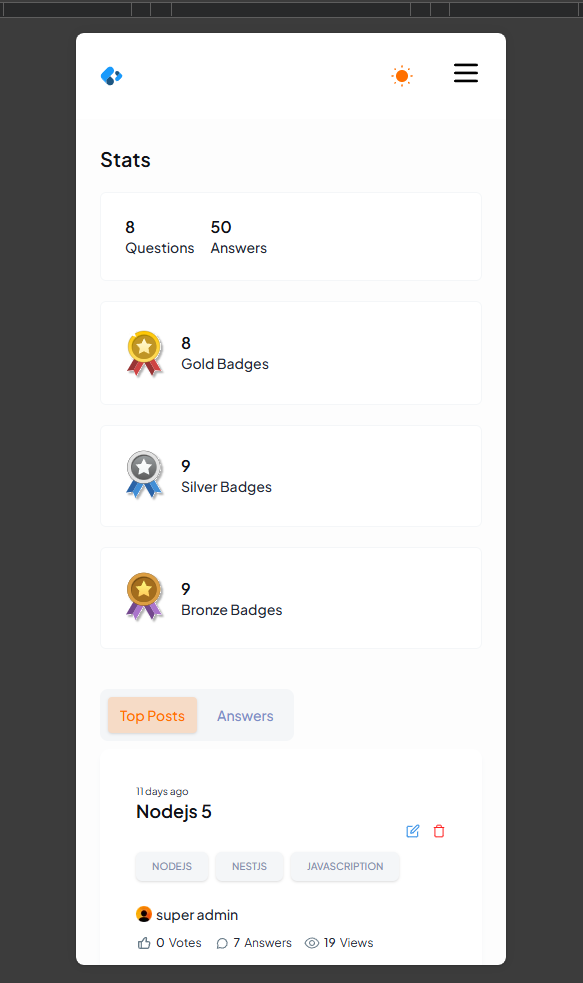 Stats
8 50
Questions Answers
8
Gold Badges
9
Silver Badges
9
Bronze Badges
Top Posts Answers
11 days ago
Nodejs 5
NODEJS NESTJS JAVASCRIPTION
super admin
0 Votes 7 Answers 19 Views